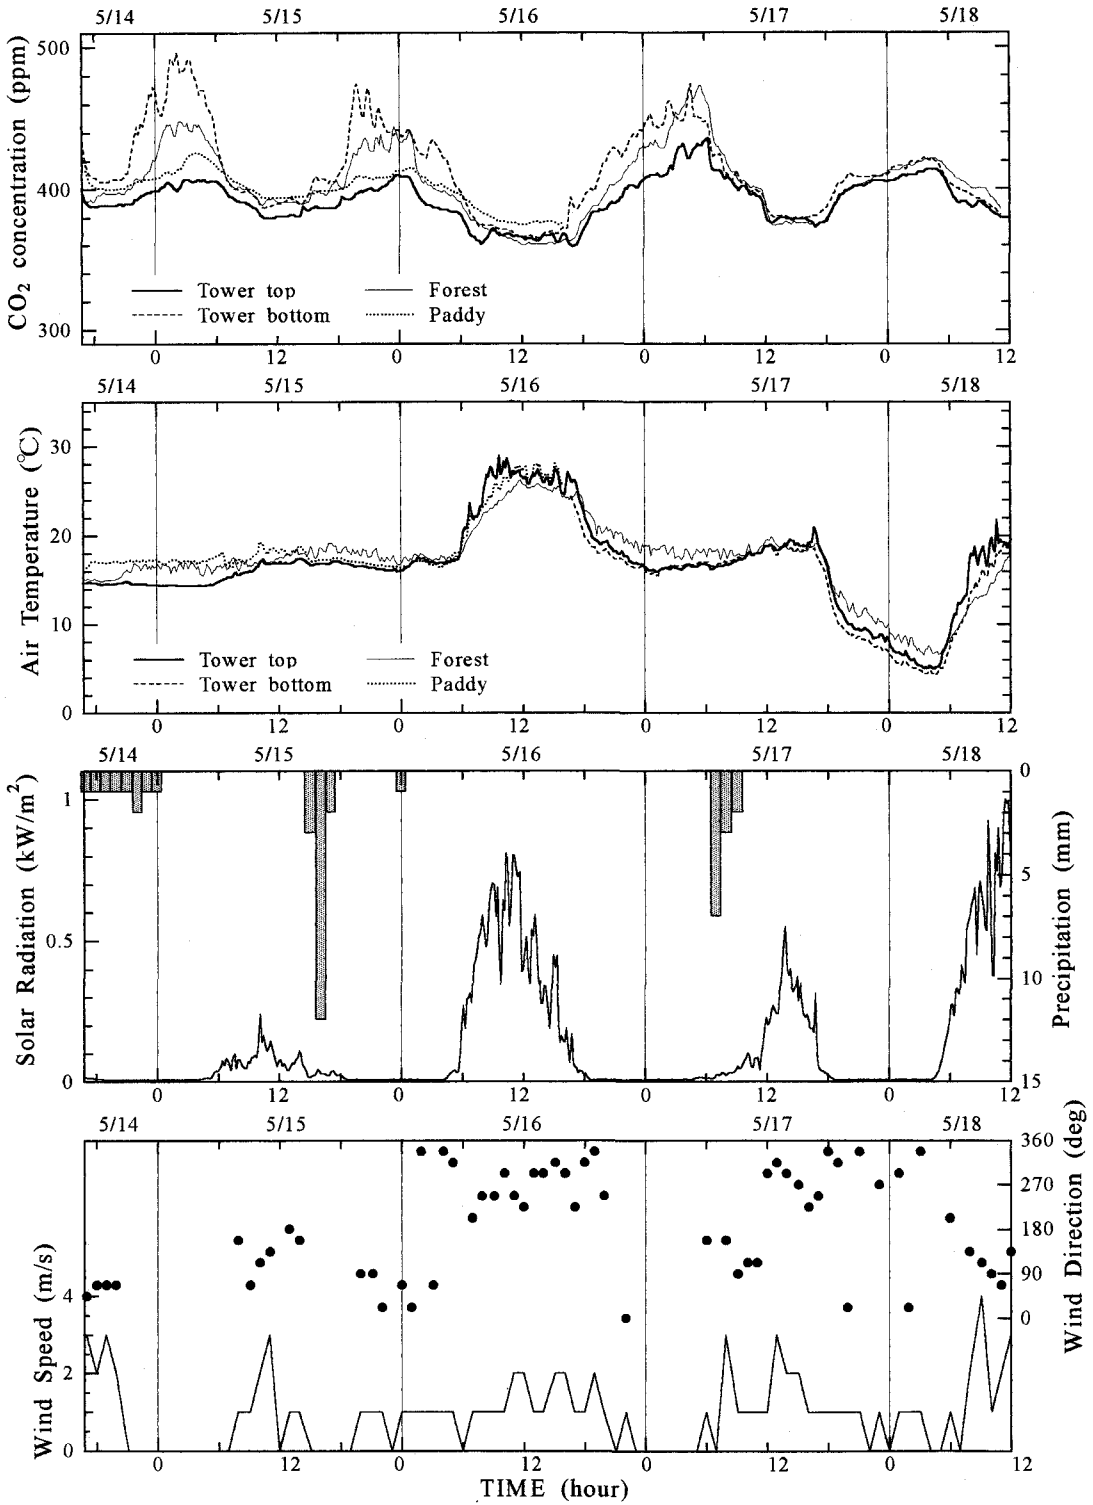 5/14 5/15 5/16 5/17 5/18
CO2 concentration (ppm)
500
400
300
Tower top
Tower bottom
Forest
Paddy
0 12 0 12 0 12 0 12
5/14 5/15 5/16 5/17 5/18
Air Temperature (℃)
30
20
10
0
Tower top
Tower bottom
Forest
Paddy
0 12 0 12 0 12 0 12
5/14 5/15 5/16 5/17 5/18
Solar Radiation (kW/m2)
1
0.5
0
Precipitation (mm)
0
5
10
15
0 12 0 12 0 12 0 12
5/14 5/15 5/16 5/17 5/18
Wind Speed (m/s)
4
2
0
Wind Direction (deg)
360
270
180
90
0
0 12 0 12 0 12 0 12
TIME (hour)